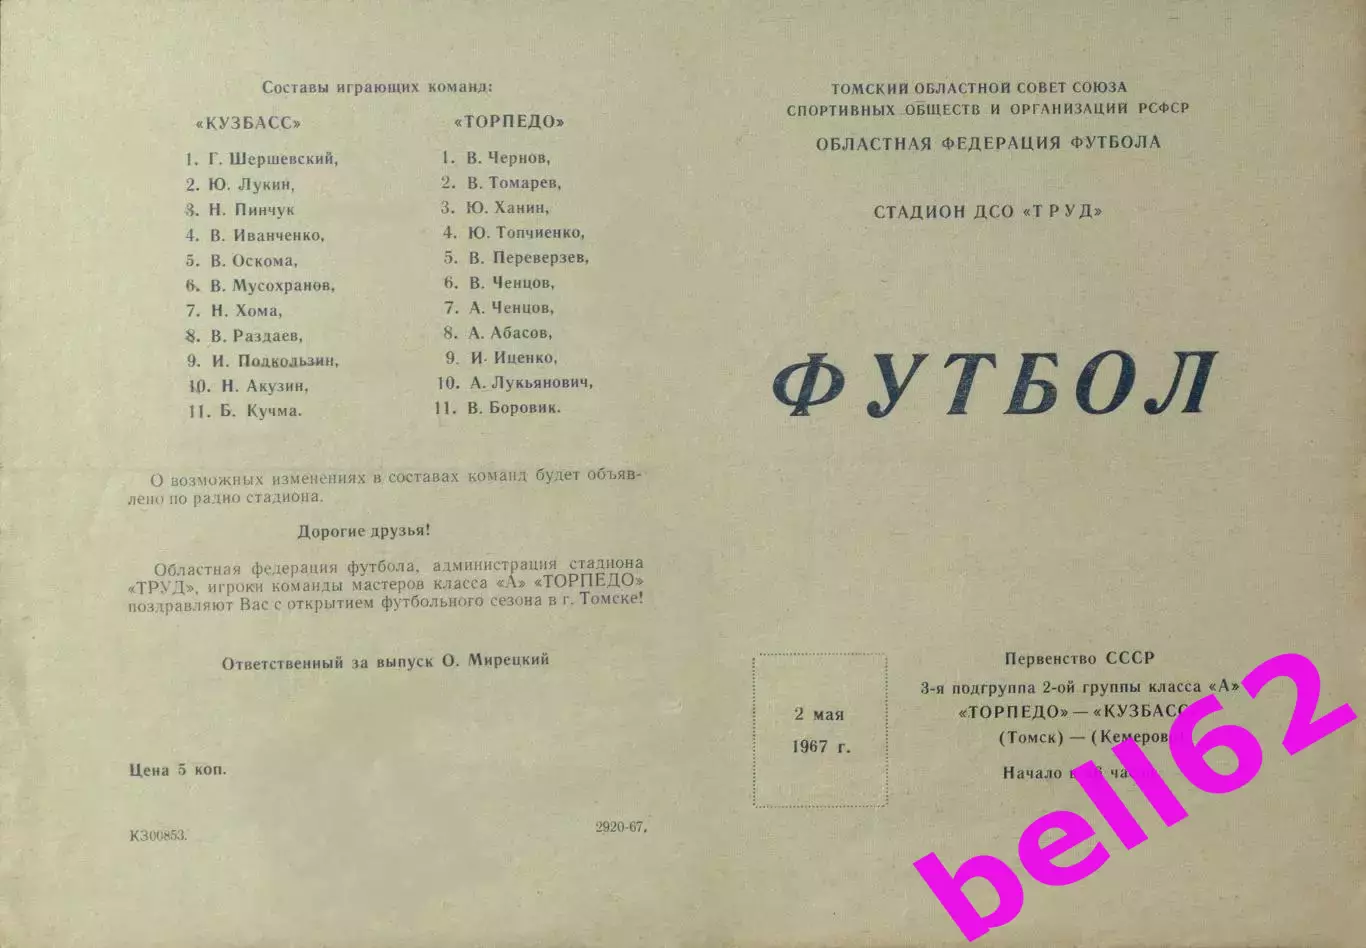 Составы играющих команд:
«КУЗБАСС»
1. Г. Шершевский,
2. Ю. Лукин,
3. Н. Пинчук
4. В. Иванченко,
5. В. Оскома,
6. В. Мусохранов,
7. Н. Хома,
8. В. Раздаев,
9. И. Подкользин,
10. Н. Акузин,
11. Б. Кучма.
«ТОРПЕДО»
1. В. Чернов,
2. В. Томарев,
3. Ю. Ханин,
4. Ю. Топчиенко,
5. В. Переверзев,
6. В. Ченцов,
7. А. Ченцов,
8. А. Абасов,
9. И. Иценко,
10. А. Лукьянович,
11. В. Боровик.
О возможных изменениях в составах команд будет объяв-
лено по радио стадиона.
Дорогие друзья!
Областная федерация футбола, администрация стадиона
«ТРУД», игроки команды мастеров класса «А» «ТОРПЕДО»
поздравляют Вас с открытием футбольного сезона в г. Томске!
Ответственный за выпуск О. Мирецкий
Цена 5 коп.
К300853.
2920-67.
ТОМСКИЙ ОБЛАСТНОЙ СОВЕТ СОЮЗА
СПОРТИВНЫХ ОБЩЕСТВ И ОРГАНИЗАЦИЙ РСФСР
ОБЛАСТНАЯ ФЕДЕРАЦИЯ ФУТБОЛА
СТАДИОН ДСО «ТРУД»
ФУТБОЛ
2 мая
1967 г.
Первенство СССР
3-я подгруппа 2-ой группы класса «А»
«ТОРПЕДО» — «КУЗБАСС
(Томск) — (Кемерово)
Начало в
bell62